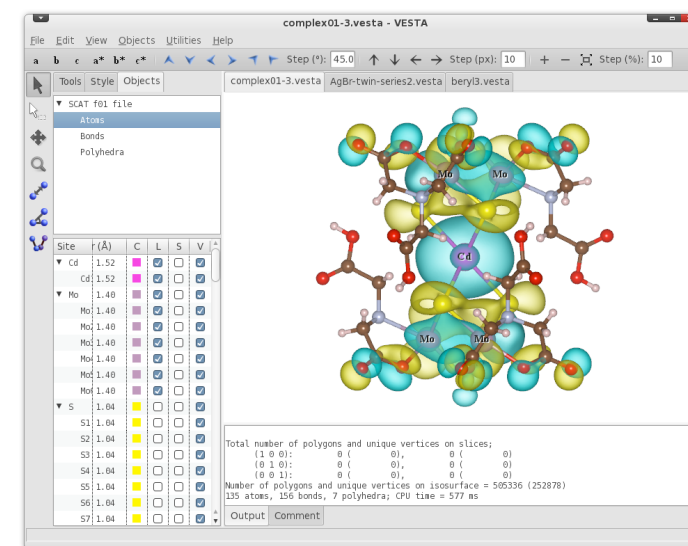 complex01-3.vesta - VESTA
File Edit View Objects Utilities Help
a b c a* b* c* Step (°): 45.0 Step (px): 10 + − Step (%): 10
Tools Style Objects
complex01-3.vesta AgBr-twin-series2.vesta beryl3.vesta
SCAT f01 file
Atoms
Bonds
Polyhedra
Mo Mo
Cd
Mo Mo
Site r (Å) C L S V
Cd 1.52
Cd 1.52
Mo 1.40
Mo 1.40
Mo 1.40
Mo 1.40
Mo 1.40
Mo 1.40
Mo 1.40
S 1.04
S1 1.04
S2 1.04
S3 1.04
S4 1.04
S5 1.04
S6 1.04
S7 1.04
Total number of polygons and unique vertices on slices;
(1 0 0): 0 ( 0), 0 ( 0)
(0 1 0): 0 ( 0), 0 ( 0)
(0 0 1): 0 ( 0), 0 ( 0)
Number of polygons and unique vertices on isosurface = 505336 (252878)
135 atoms, 156 bonds, 7 polyhedra; CPU time = 577 ms
Output Comment